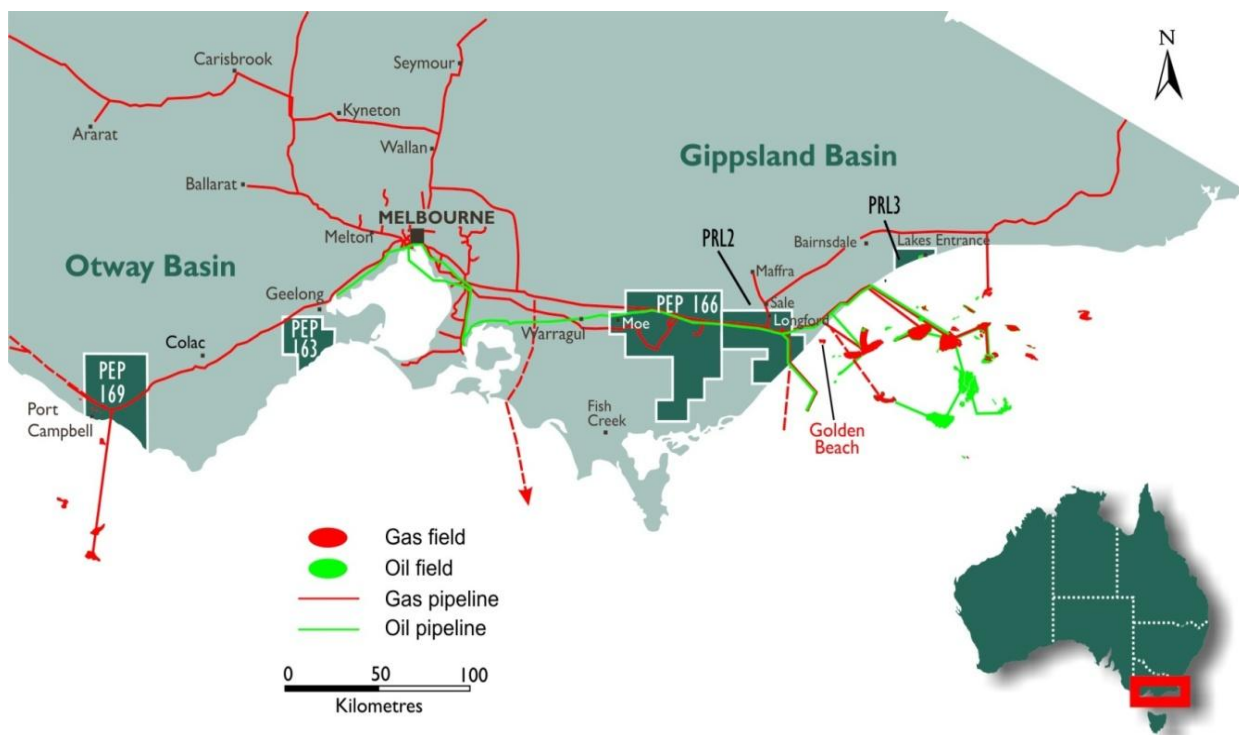 N
Carisbrook
Seymour
Kyneton
Ararat
Wallan
Gippsland Basin
Ballarat
PRL3
MELBOURNE
PRL2
Melton
Bairnsdale
Lakes Entrance
Otway Basin
Maffra
Geelong
PEP 166
Sale
Moe
Longford
PEP
163
Warragul
Colac
PEP
169
Port
Campbell
Fish
Creek
Golden
Beach
Gas field
Oil field
Gas pipeline
Oil pipeline
0
50
100
Kilometres